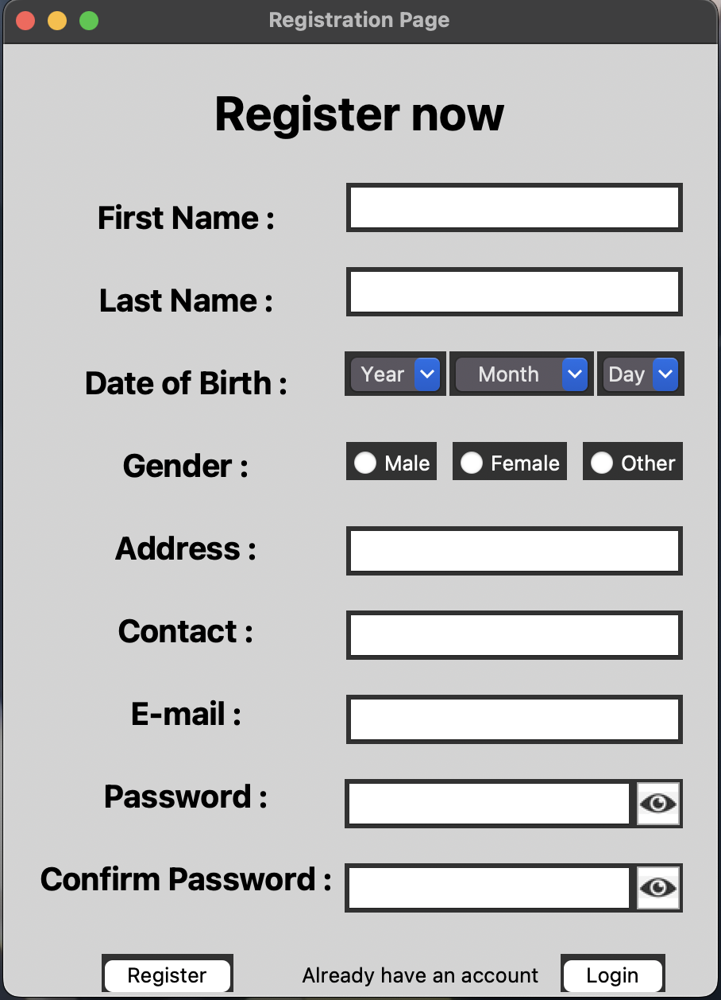 Registration Page
Register now
First Name :
Last Name :
Date of Birth : Year Month Day
Gender : Male Female Other
Address :
Contact :
E-mail :
Password :
Confirm Password :
Register Already have an account Login